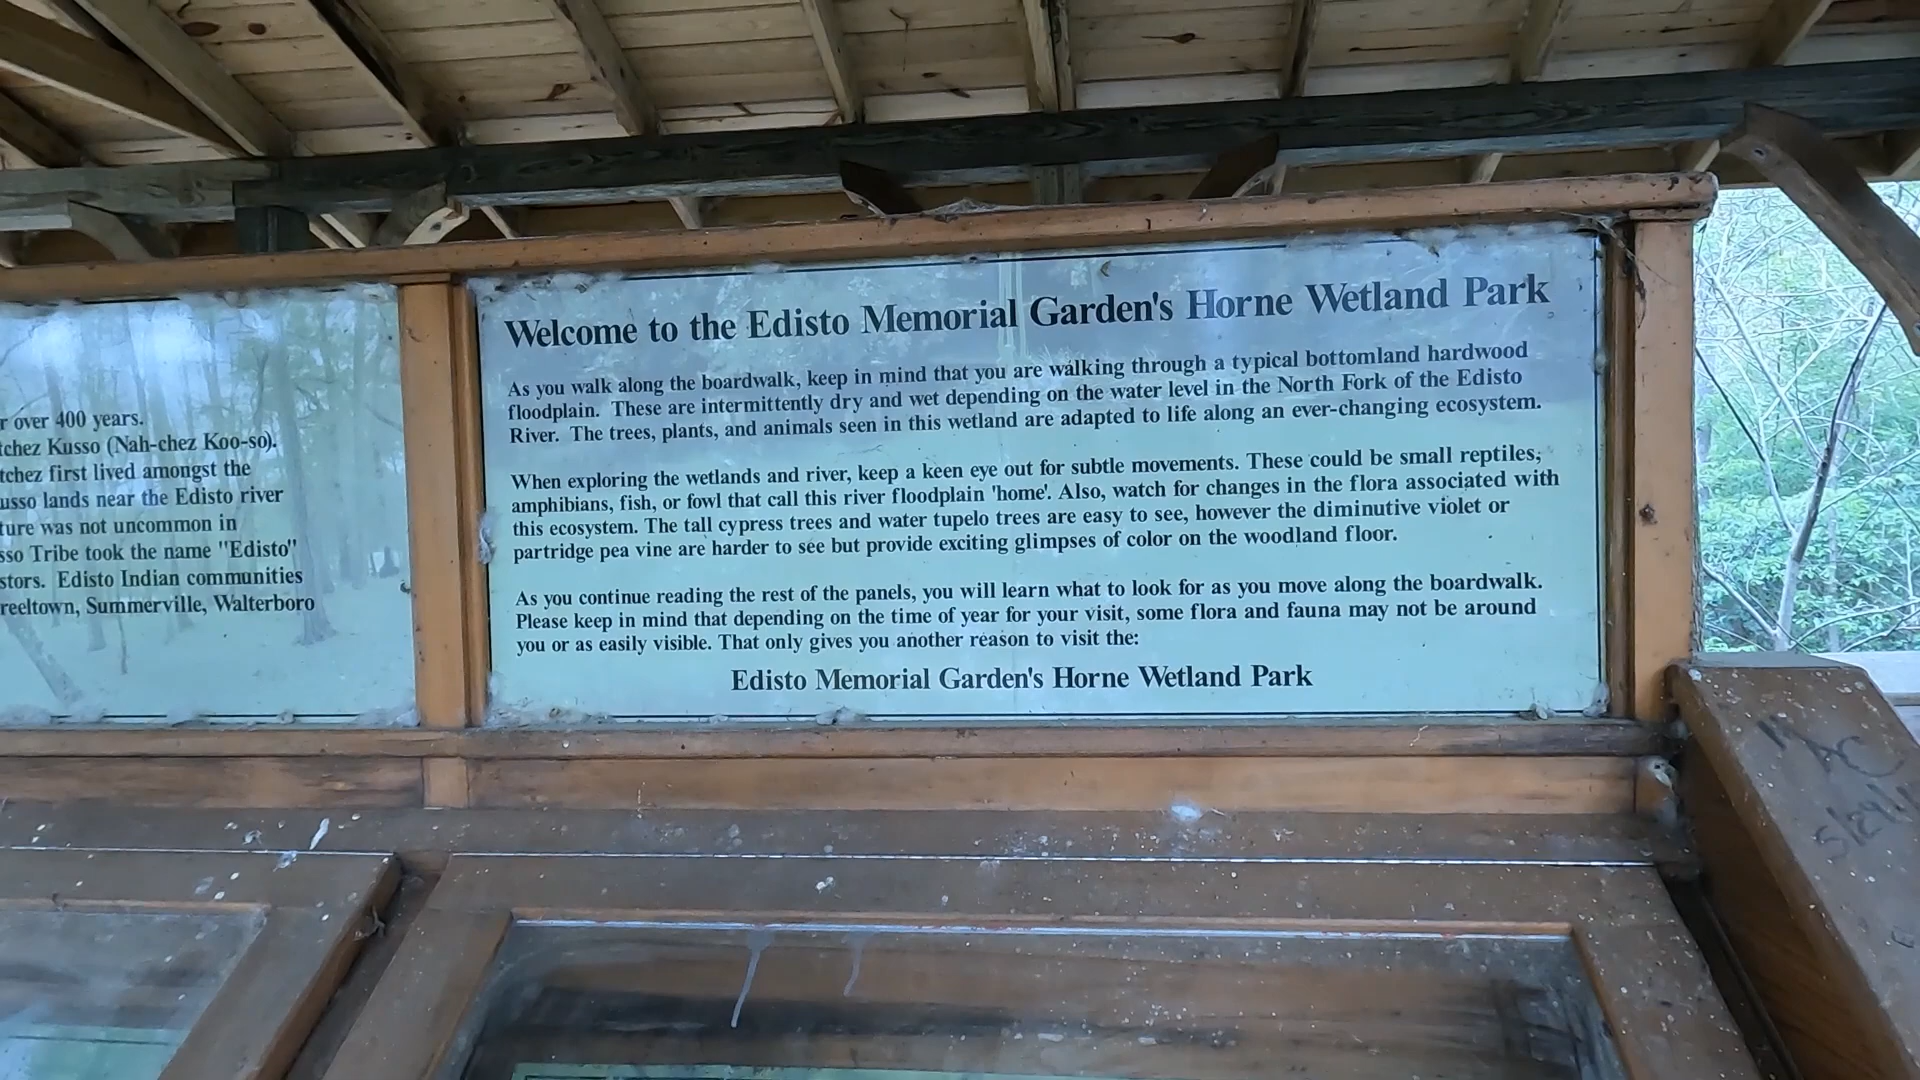 r over 400 years.
tchez Kusso (Nah-chez Koo-so).
tchez first lived amongst the
usso lands near the Edisto river
ture was not uncommon in
sso Tribe took the name "Edisto"
stors. Edisto Indian communities
reeltown, Summerville, Walterboro
Welcome to the Edisto Memorial Garden's Horne Wetland Park
As you walk along the boardwalk, keep in mind that you are walking through a typical bottomland hardwood
floodplain. These are intermittently dry and wet depending on the water level in the North Fork of the Edisto
River. The trees, plants, and animals seen in this wetland are adapted to life along an ever-changing ecosystem.
When exploring the wetlands and river, keep a keen eye out for subtle movements. These could be small reptiles,
amphibians, fish, or fowl that call this river floodplain 'home'. Also, watch for changes in the flora associated with
this ecosystem. The tall cypress trees and water tupelo trees are easy to see, however the diminutive violet or
partridge pea vine are harder to see but provide exciting glimpses of color on the woodland floor.
As you continue reading the rest of the panels, you will learn what to look for as you move along the boardwalk.
Please keep in mind that depending on the time of year for your visit, some flora and fauna may not be around
you or as easily visible. That only gives you another reason to visit the:
Edisto Memorial Garden's Horne Wetland Park